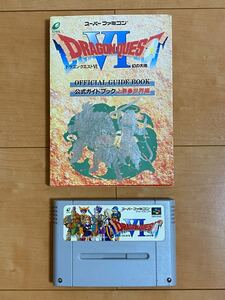 スーパーファミコン
DRAGON QUEST
VI
ドラゴンクエストVI 幻の大地
OFFICIAL GUIDE BOOK
公式ガイドブック上巻●世界編
スーパーファミコン
DRAGON QUEST
VI